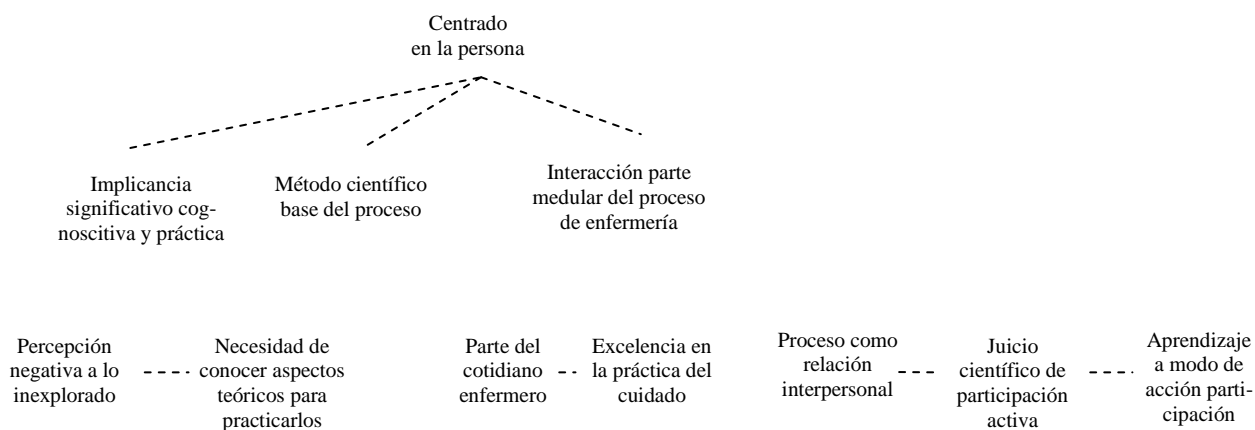 Centrado
en la persona
Implicancia
significativo cog-
noscitiva y práctica
Método científico
base del proceso
Interacción parte
medular del proceso
de enfermería
Percepción
negativa a lo
inexplorado
Necesidad de
conocer aspectos
teóricos para
practicarlos
Parte del
cotidiano
enfermero
Excelencia en
la práctica del
cuidado
Proceso como
relación
interpersonal
Juicio
científico de
participación
activa
Aprendizaje
a modo de
acción parti-
cipación